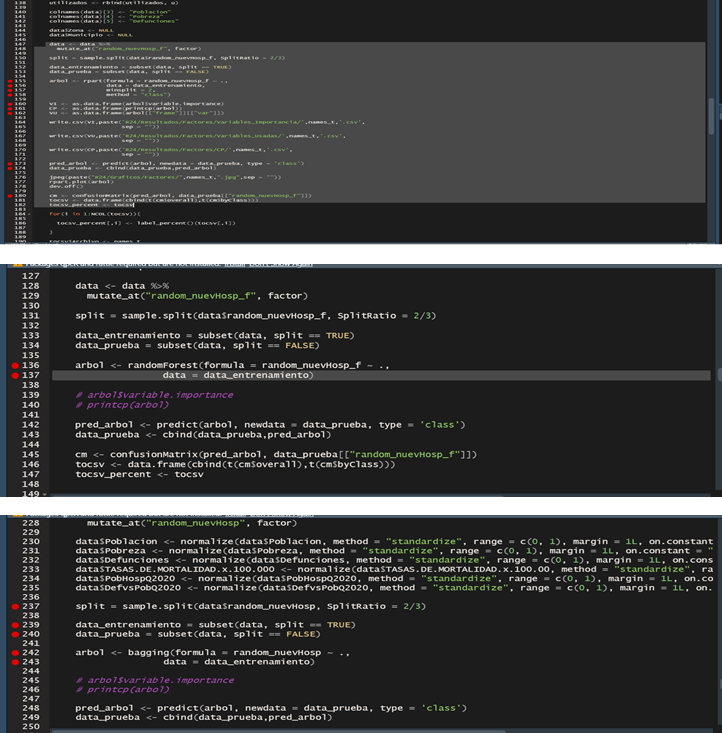 138 utilizados <- rbind(utilizados, u)
139
140 colnames(data)[3] <- "Poblacion"
141 colnames(data)[4] <- "Pobreza"
142 colnames(data)[5] <- "Defunciones"
143
144 data$zona <- NULL
145 data$Municipio <- NULL
146
147 data <- data %>%
148 mutate_at("random_nuevHosp_f", factor)
149
150 split = sample.split(data$random_nuevHosp_f, SplitRatio = 2/3)
151
152 data_entrenamiento = subset(data, split == TRUE)
153 data_prueba = subset(data, split == FALSE)
154
155 arbol <- rpart(formula = random_nuevHosp_f ~ .,
156 data = data_entrenamiento,
157 minsplit =
158 method = "class")
159
160 VI <- as.data.frame(arbol$variable.importance)
161 CP <- as.data.frame(printcp(arbol))
162 VU <- as.data.frame(arbol[["frame"]][["var"]])
163
164 write.csv(VI,paste('024/Resultados/Factores/Variables_Importancia/',names_t,'.csv',
165 sep = ""))
166
167 write.csv(VU,paste('024/Resultados/Factores/Variables_Usadas/',names_t,'.csv',
168 sep = ""))
169
170 write.csv(CP,paste('024/Resultados/Factores/CP/',names_t,'.csv',
171 sep = ""))
172
173 pred_arbol <- predict(arbol, newdata = data_prueba, type = 'class')
174 data_prueba <- cbind(data_prueba,pred_arbol)
175
176 jpeg(paste("024/Graficos/Factores/",names_t,".jpg",sep = ""))
177 rpart.plot(arbol)
178 dev.off()
179
180 cm <- confusionMatrix(pred_arbol, data_prueba[["random_nuevHosp_f"]])
181 tocsv <- data.frame(cbind(t(cm$overall),t(cm$byClass)))
182 tocsv_percent <- tocsv
183
184 for(i in 1:NCOL(tocsv)){
185
186 tocsv_percent[,i] <- label_percent()(tocsv[,i])
187
188 }
189
190 tocsv$Archivo <- names_t
127
128 data <- data %>%
129 mutate_at("random_nuevHosp_f", factor)
130
131 split = sample.split(data$random_nuevHosp_f, SplitRatio = 2/3)
132
133 data_entrenamiento = subset(data, split == TRUE)
134 data_prueba = subset(data, split == FALSE)
135
136 arbol <- randomForest(formula = random_nuevHosp_f ~ .,
137 data = data_entrenamiento)
138
139 # arbol$variable.importance
140 # printcp(arbol)
141
142 pred_arbol <- predict(arbol, newdata = data_prueba, type = 'class')
143 data_prueba <- cbind(data_prueba,pred_arbol)
144
145 cm <- confusionMatrix(pred_arbol, data_prueba[["random_nuevHosp_f"]])
146 tocsv <- data.frame(cbind(t(cm$overall),t(cm$byClass)))
147 tocsv_percent <- tocsv
148
149
228 mutate_at("random_nuevHosp", factor)
229
230 data$Poblacion <- normalize(data$Poblacion, method = "standardize", range = c(0, 1), margin = 1L, on.constant
231 data$Pobreza <- normalize(data$Pobreza, method = "standardize", range = c(0, 1), margin = 1L, on.constant = "
232 data$Defunciones <- normalize(data$Defunciones, method = "standardize", range = c(0, 1), margin = 1L, on.cons
233 data$TASAS.DE.MORTALIDAD.x.100.000 <- normalize(data$TASAS.DE.MORTALIDAD.x.100.00, method = "standardize", ra
234 data$PobHospQ2020 <- normalize(data$PobHospQ2020, method = "standardize", range = c(0, 1), margin = 1L, on.co
235 data$DefvsPobQ2020 <- normalize(data$DefvsPobQ2020, method = "standardize", range = c(0, 1), margin = 1L, on.
236
237 split = sample.split(data$random_nuevHosp, SplitRatio = 2/3)
238
239 data_entrenamiento = subset(data, split == TRUE)
240 data_prueba = subset(data, split == FALSE)
241
242 arbol <- bagging(formula = random_nuevHosp ~ .,
243 data = data_entrenamiento)
244
245 # arbol$variable.importance
246 # printcp(arbol)
247
248 pred_arbol <- predict(arbol, newdata = data_prueba, type = 'class')
249 data_prueba <- cbind(data_prueba,pred_arbol)
250